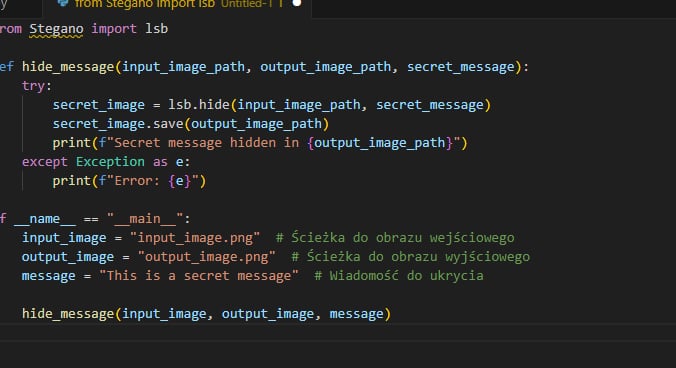 y from Stegano import lsb Untitled-1 1
rom Stegano import lsb
ef hide_message(input_image_path, output_image_path, secret_message):
try:
secret_image = lsb.hide(input_image_path, secret_message)
secret_image.save(output_image_path)
print(f"Secret message hidden in {output_image_path}")
except Exception as e:
print(f"Error: {e}")
f __name__ == "__main__":
input_image = "input_image.png"  # Ścieżka do obrazu wejściowego
output_image = "output_image.png"  # Ścieżka do obrazu wyjściowego
message = "This is a secret message"  # Wiadomość do ukrycia
hide_message(input_image, output_image, message)